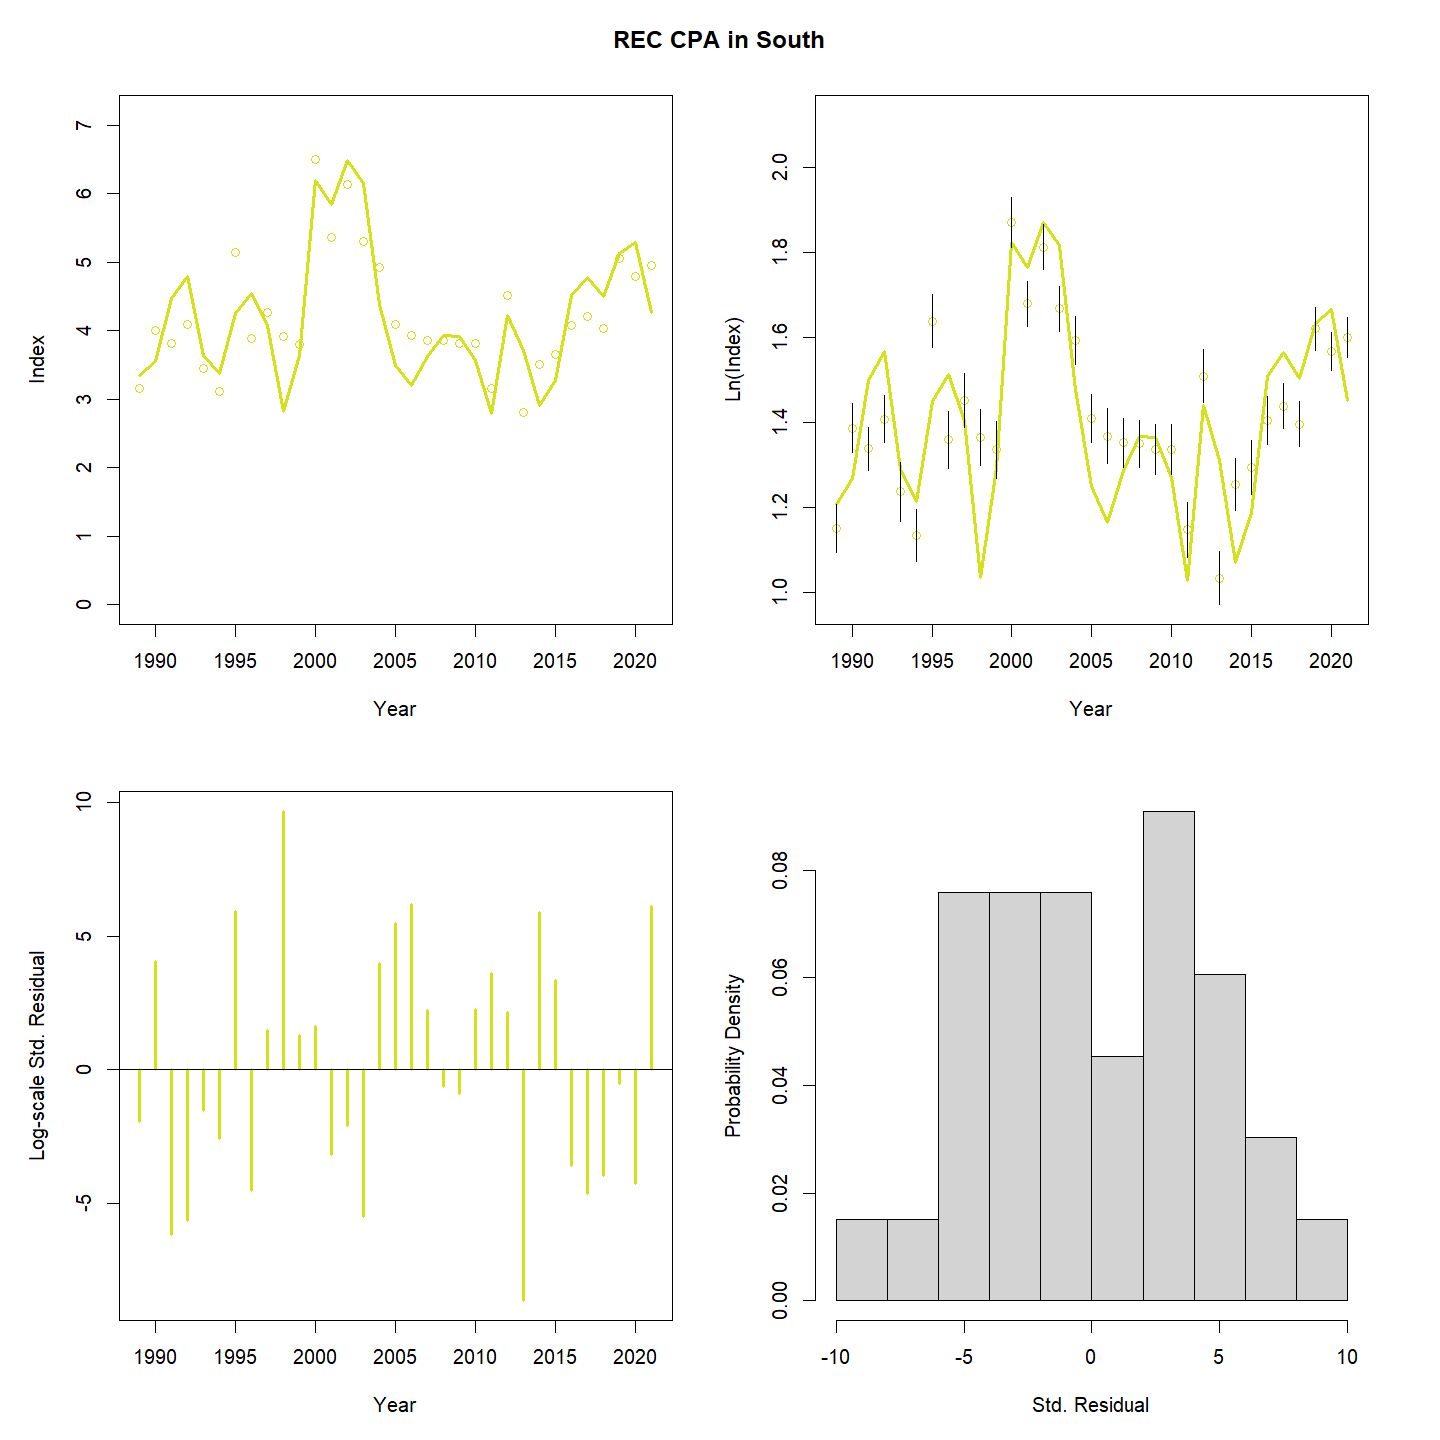 REC CPA in South
Index
7
6
5
4
3
2
1
0
1990 1995 2000 2005 2010 2015 2020
Year
Ln(Index)
2.0
1.8
1.6
1.4
1.2
1.0
1990 1995 2000 2005 2010 2015 2020
Year
Log-scale Std. Residual
10
5
0
-5
1990 1995 2000 2005 2010 2015 2020
Year
Probability Density
0.08
0.06
0.04
0.02
0.00
-10 -5 0 5 10
Std. Residual